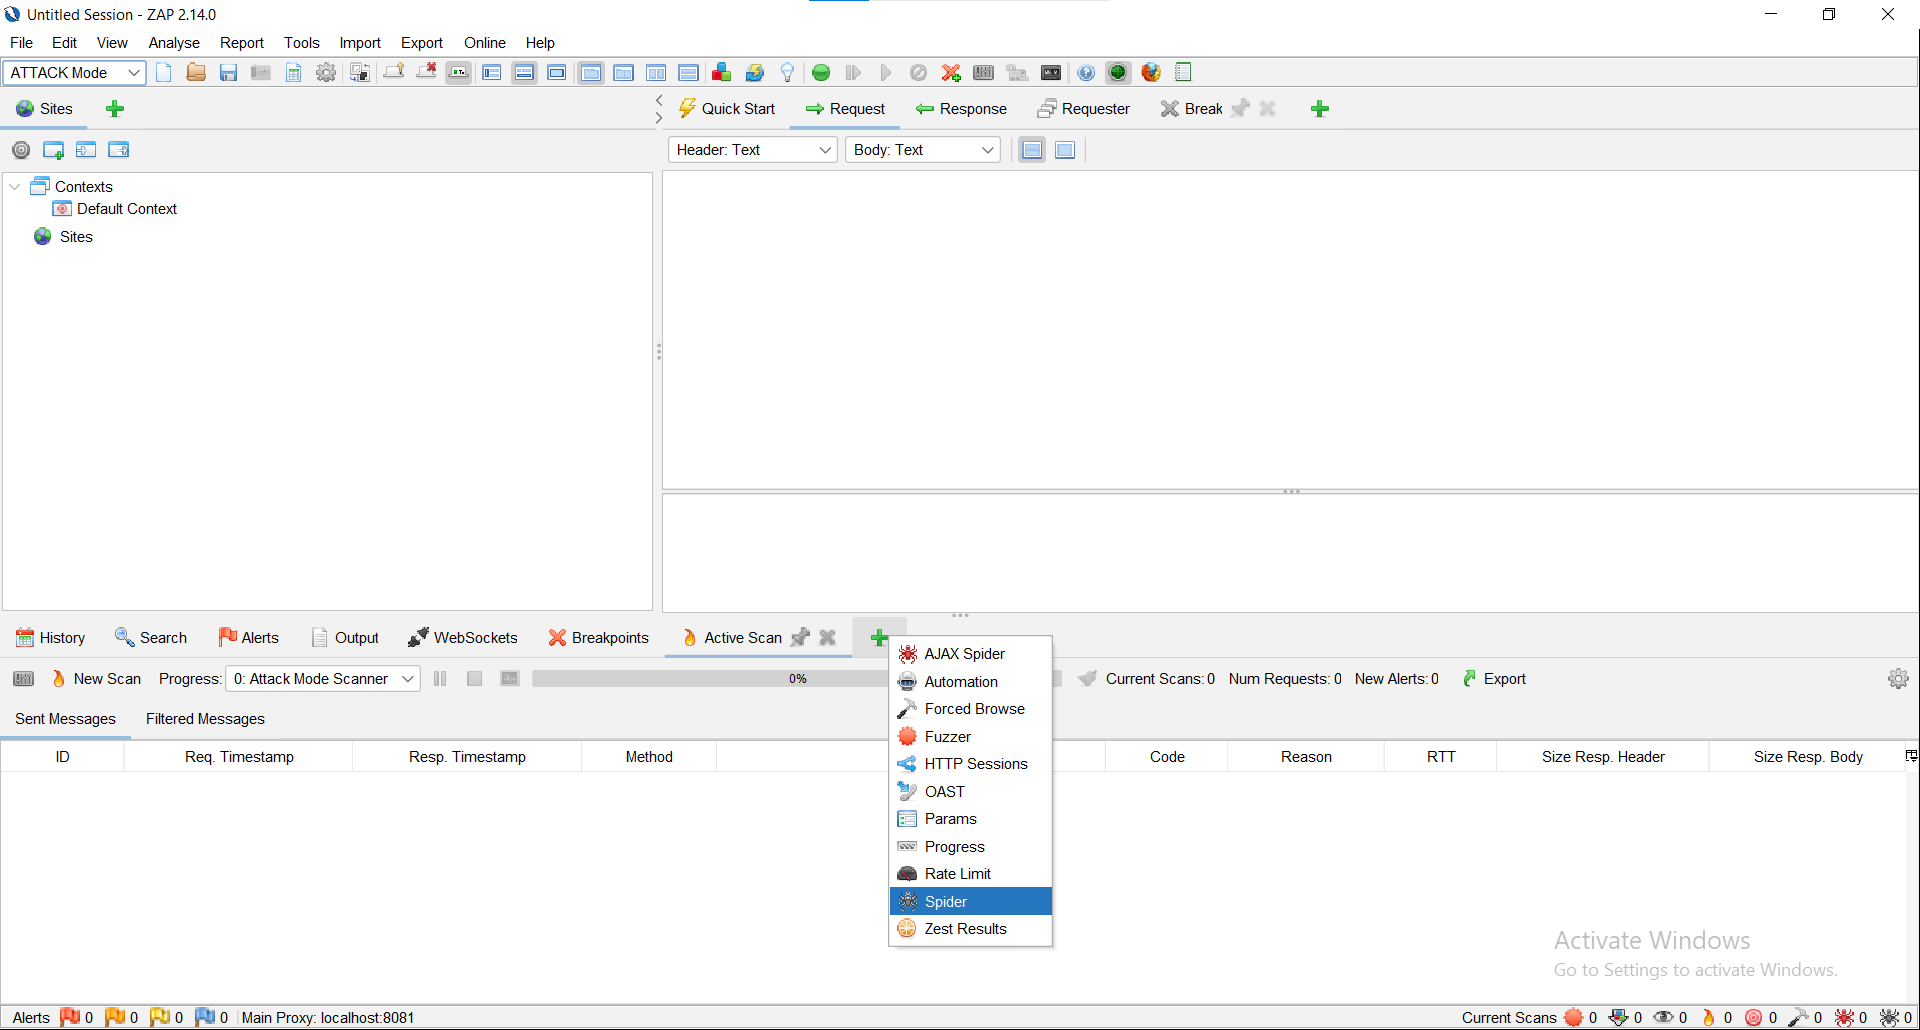 Untitled Session - ZAP 2.14.0
File Edit View Analyse Report Tools Import Export Online Help
ATTACK Mode
Sites
Quick Start Request Response Requester Break
Header: Text Body: Text
Contexts
Default Context
Sites
History Search Alerts Output WebSockets Breakpoints Active Scan
New Scan Progress: 0: Attack Mode Scanner 0% Current Scans: 0 Num Requests: 0 New Alerts: 0 Export
Sent Messages Filtered Messages
ID Req. Timestamp Resp. Timestamp Method Code Reason RTT Size Resp. Header Size Resp. Body
AJAX Spider
Automation
Forced Browse
Fuzzer
HTTP Sessions
OAST
Params
Progress
Rate Limit
Spider
Zest Results
Activate Windows
Go to Settings to activate Windows.
Alerts 0 0 0 0 Main Proxy: localhost:8081 Current Scans 0 0 0 0 0 0 0 0